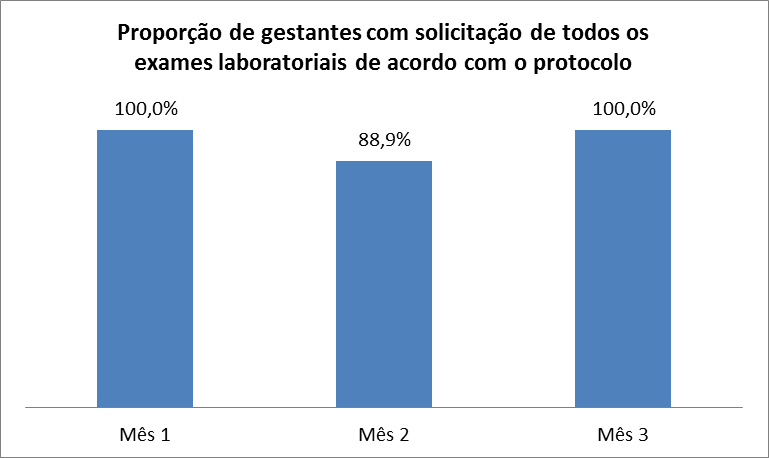 Proporção de gestantes com solicitação de todos os
exames laboratoriais de acordo com o protocolo
100,0%
88,9%
100,0%
Mês 1
Mês 2
Mês 3